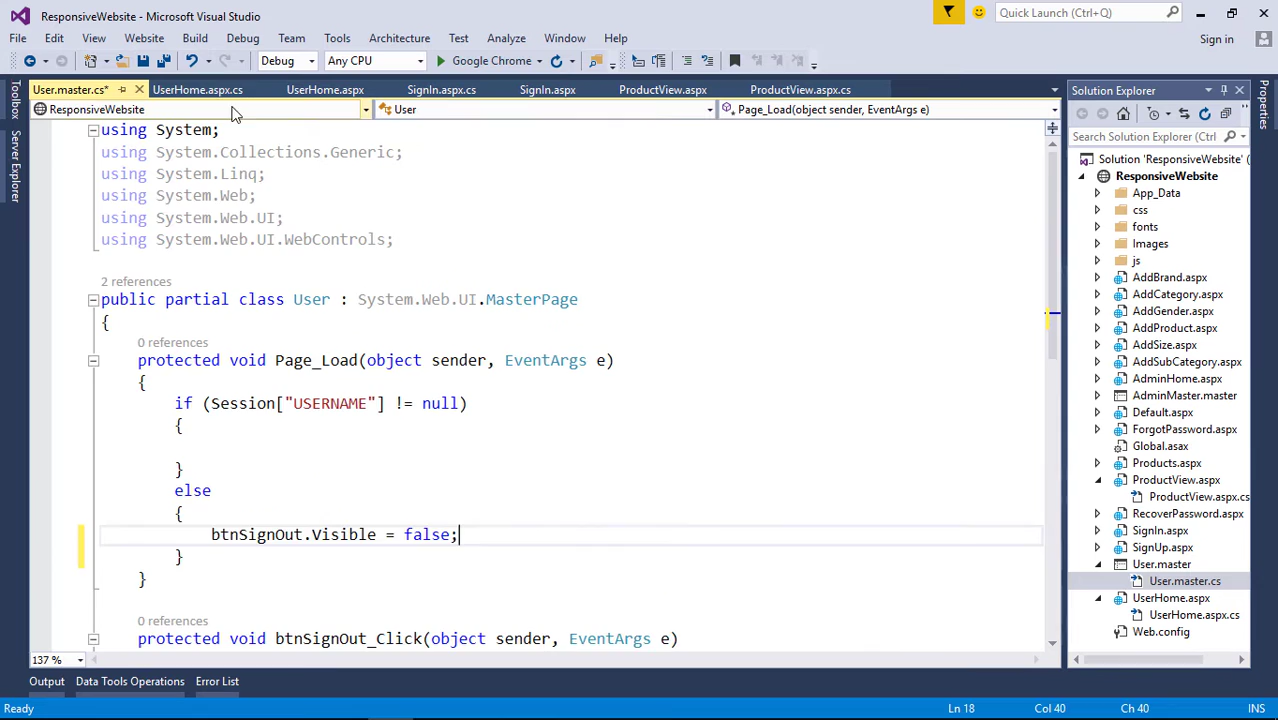 ResponsiveWebsite - Microsoft Visual Studio
Quick Launch (Ctrl+Q)
File Edit View Website Build Debug Team Tools Architecture Test Analyze Window Help
Sign in
Debug Any CPU Google Chrome
User.master.cs* UserHome.aspx.cs UserHome.aspx SignIn.aspx.cs SignIn.aspx ProductView.aspx ProductView.aspx.cs
ResponsiveWebsite User Page_Load(object sender, EventArgs e)
Toolbox
Server Explorer
using System;
using System.Collections.Generic;
using System.Linq;
using System.Web;
using System.Web.UI;
using System.Web.UI.WebControls;
2 references
public partial class User : System.Web.UI.MasterPage
{
0 references
protected void Page_Load(object sender, EventArgs e)
{
if (Session["USERNAME"] != null)
{
}
else
{
btnSignOut.Visible = false;
}
}
0 references
protected void btnSignOut_Click(object sender, EventArgs e)
137 %
Solution Explorer
Search Solution Explorer
Solution 'ResponsiveWebsite' (
ResponsiveWebsite
App_Data
css
fonts
Images
js
AddBrand.aspx
AddCategory.aspx
AddGender.aspx
AddProduct.aspx
AddSize.aspx
AddSubCategory.aspx
AdminHome.aspx
AdminMaster.master
Default.aspx
ForgotPassword.aspx
Global.asax
Products.aspx
ProductView.aspx
ProductView.aspx.cs
RecoverPassword.aspx
SignIn.aspx
SignUp.aspx
User.master
User.master.cs
UserHome.aspx
UserHome.aspx.cs
Web.config
Properties
Output Data Tools Operations Error List
Ready Ln 18 Col 40 Ch 40 INS